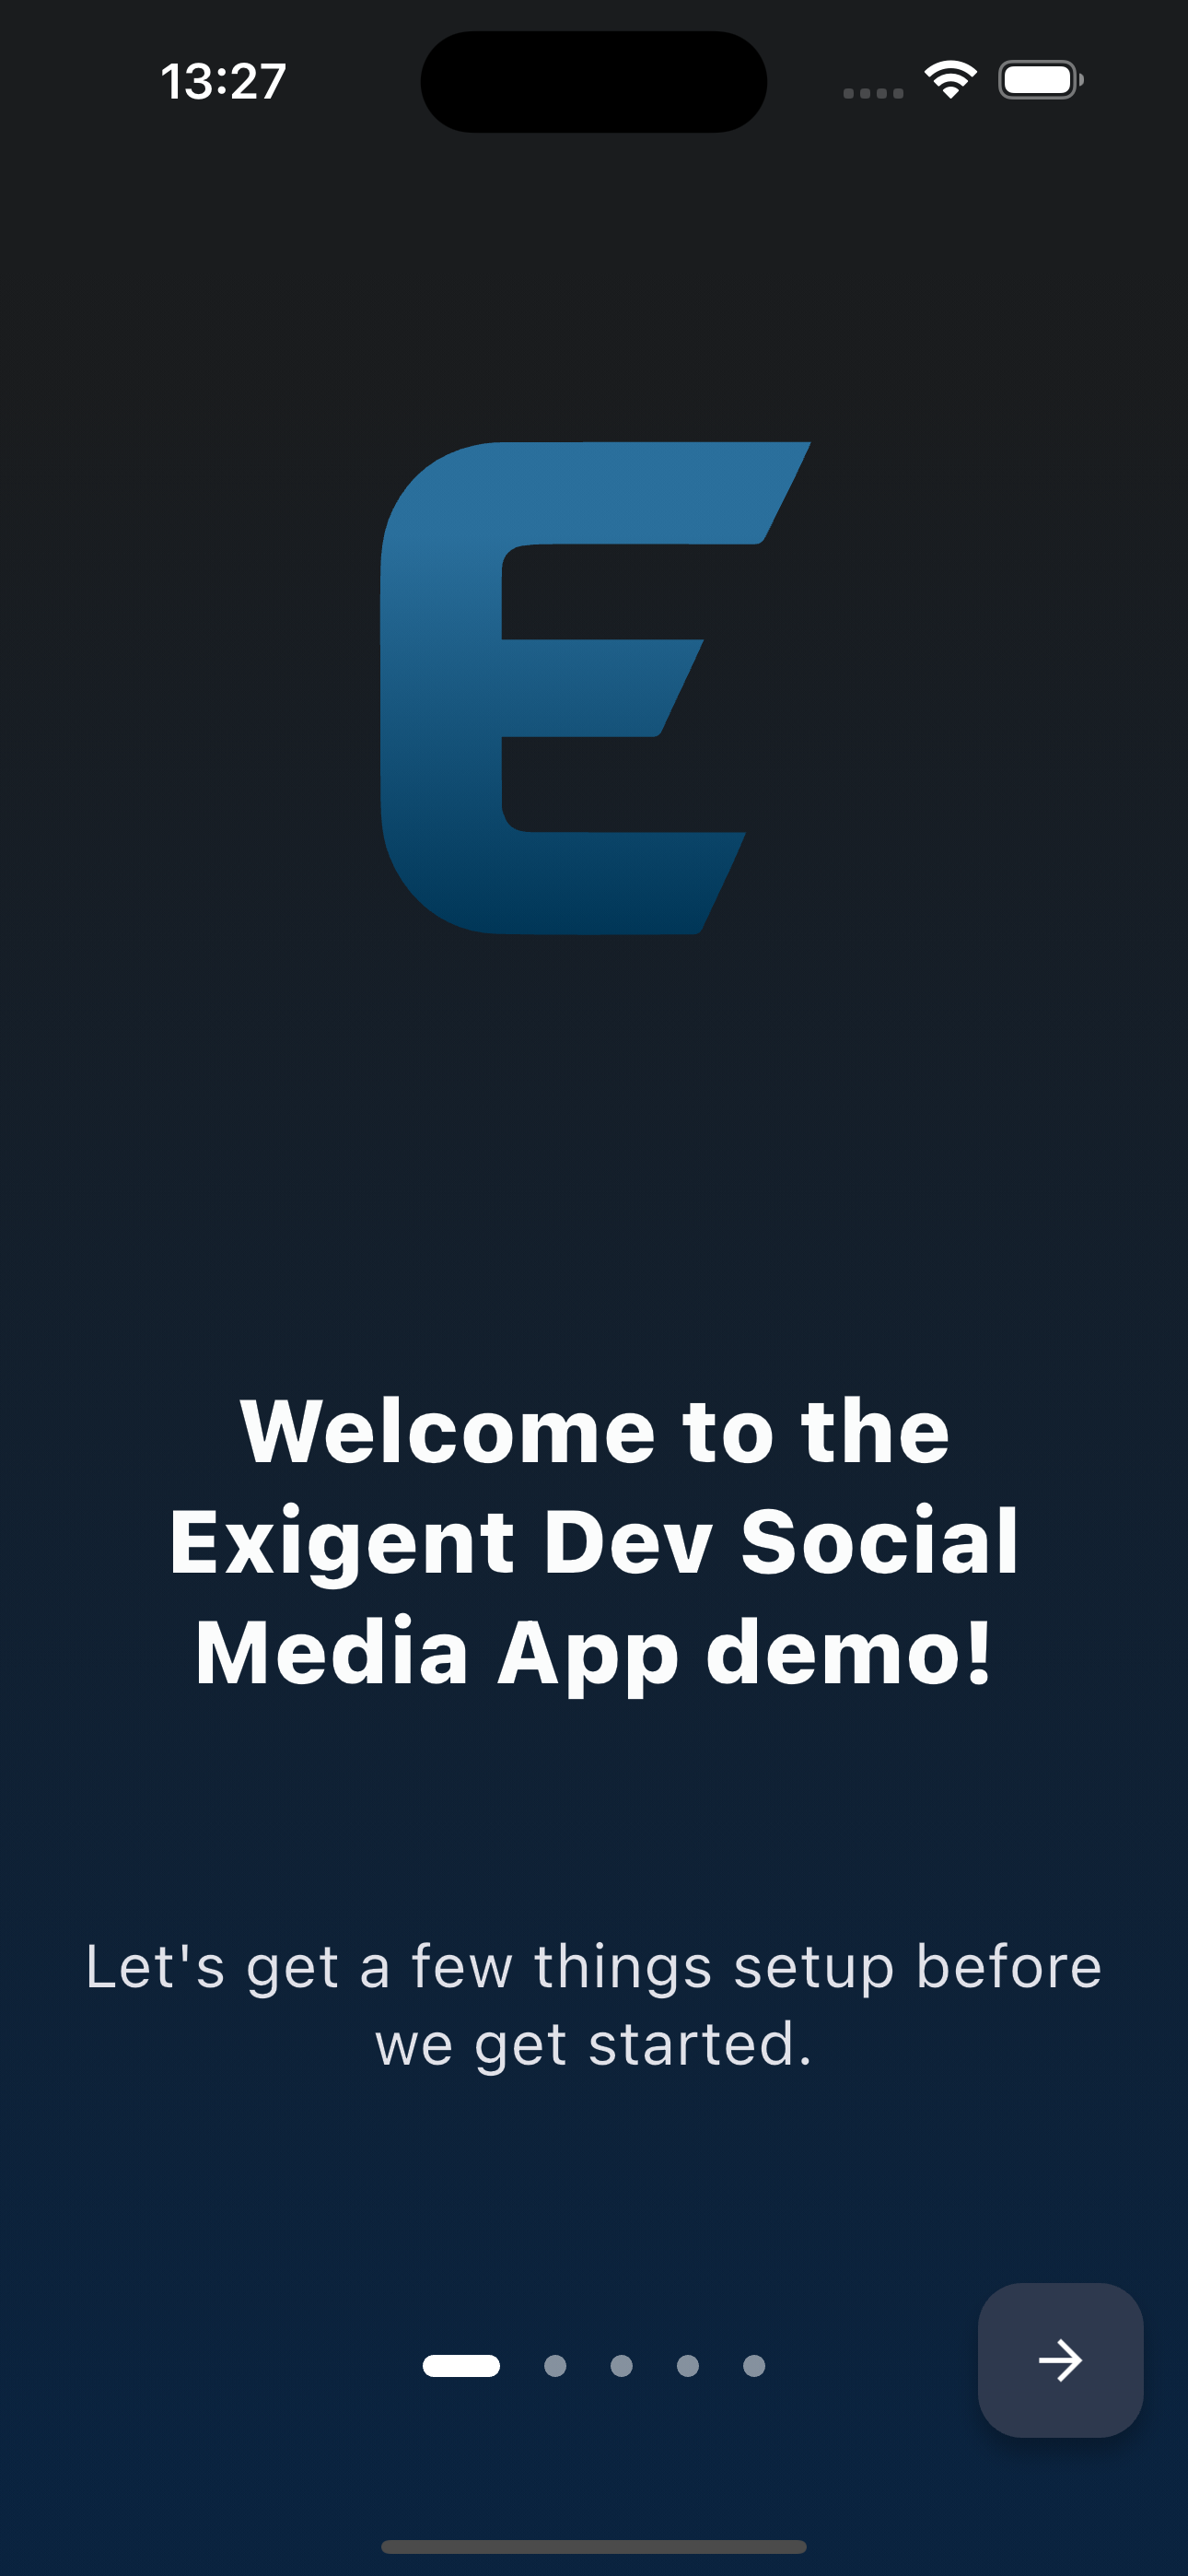 13:27
E
Welcome to the
Exigent Dev Social
Media App demo!
Let's get a few things setup before
we get started.